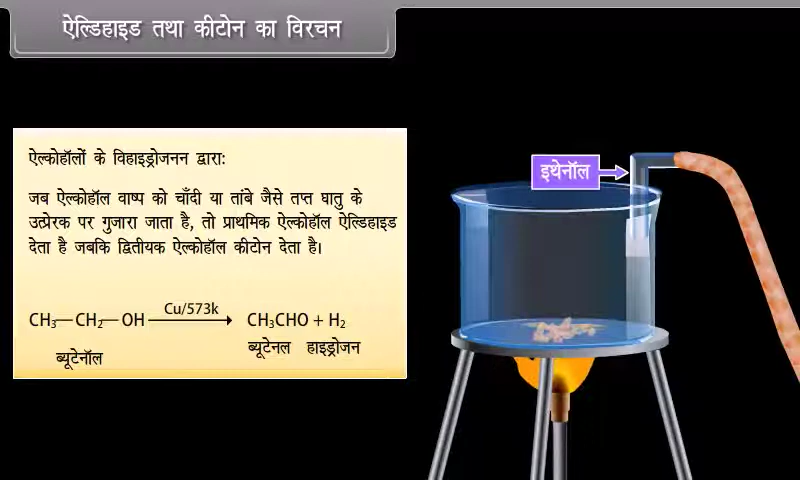 ऐल्डिहाइड तथा कीटोन का विरचन
ऐल्कोहॉलों के विहाइड्रोजनन द्वारा:
जब ऐल्कोहॉल वाष्प को चाँदी या तांबे जैसे तप्त घातु के
उत्प्रेरक पर गुजारा जाता है, तो प्राथमिक ऐल्कोहॉल ऐल्डिहाइड
देता है जबकि द्वितीयक ऐल्कोहॉल कीटोन देता है।
Cu/573k
CH₃—CH₂—OH ⟶ CH₃CHO + H₂
ब्यूटेनॉल ब्यूटेनल हाइड्रोजन
इथेनॉल